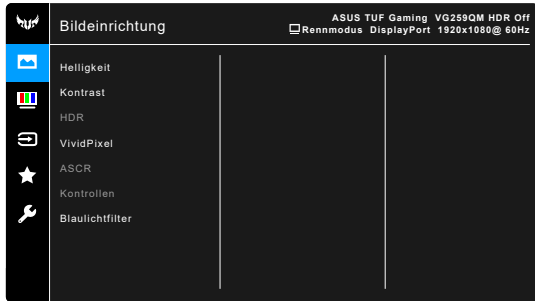 Bildeinrichtung
ASUS TUF Gaming VG259QM HDR Off
Rennmodus DisplayPort 1920x1080@ 60Hz
Helligkeit
Kontrast
HDR
VividPixel
ASCR
Kontrollen
Blaulichtfilter